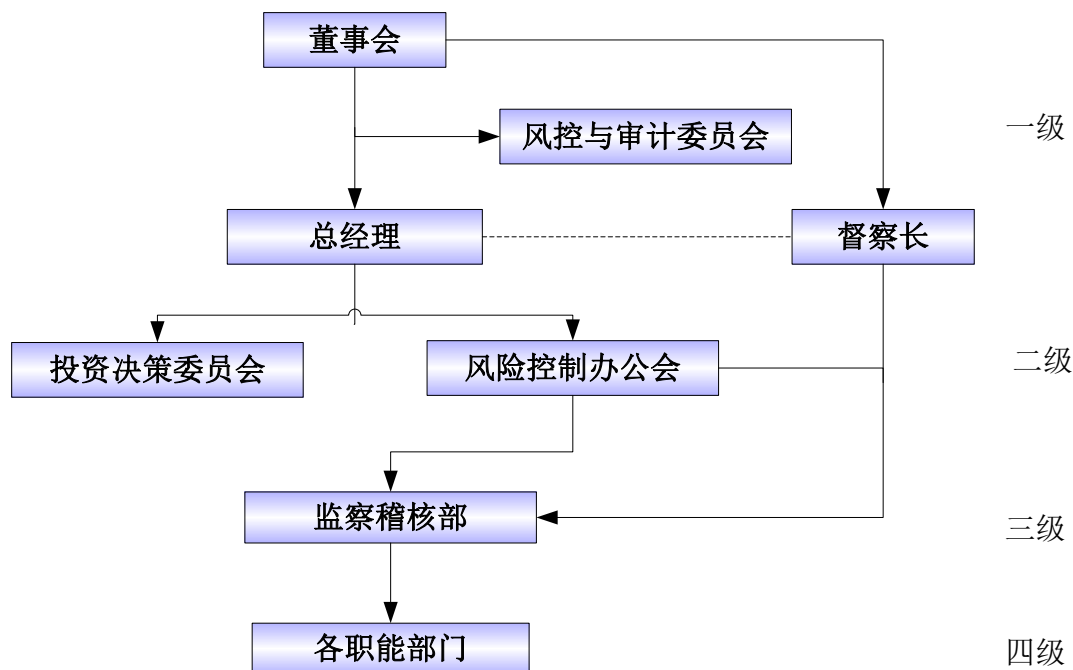 董事会
风控与审计委员会
一级
总经理
督察长
投资决策委员会
风险控制办公会
二级
监察稽核部
三级
各职能部门
四级